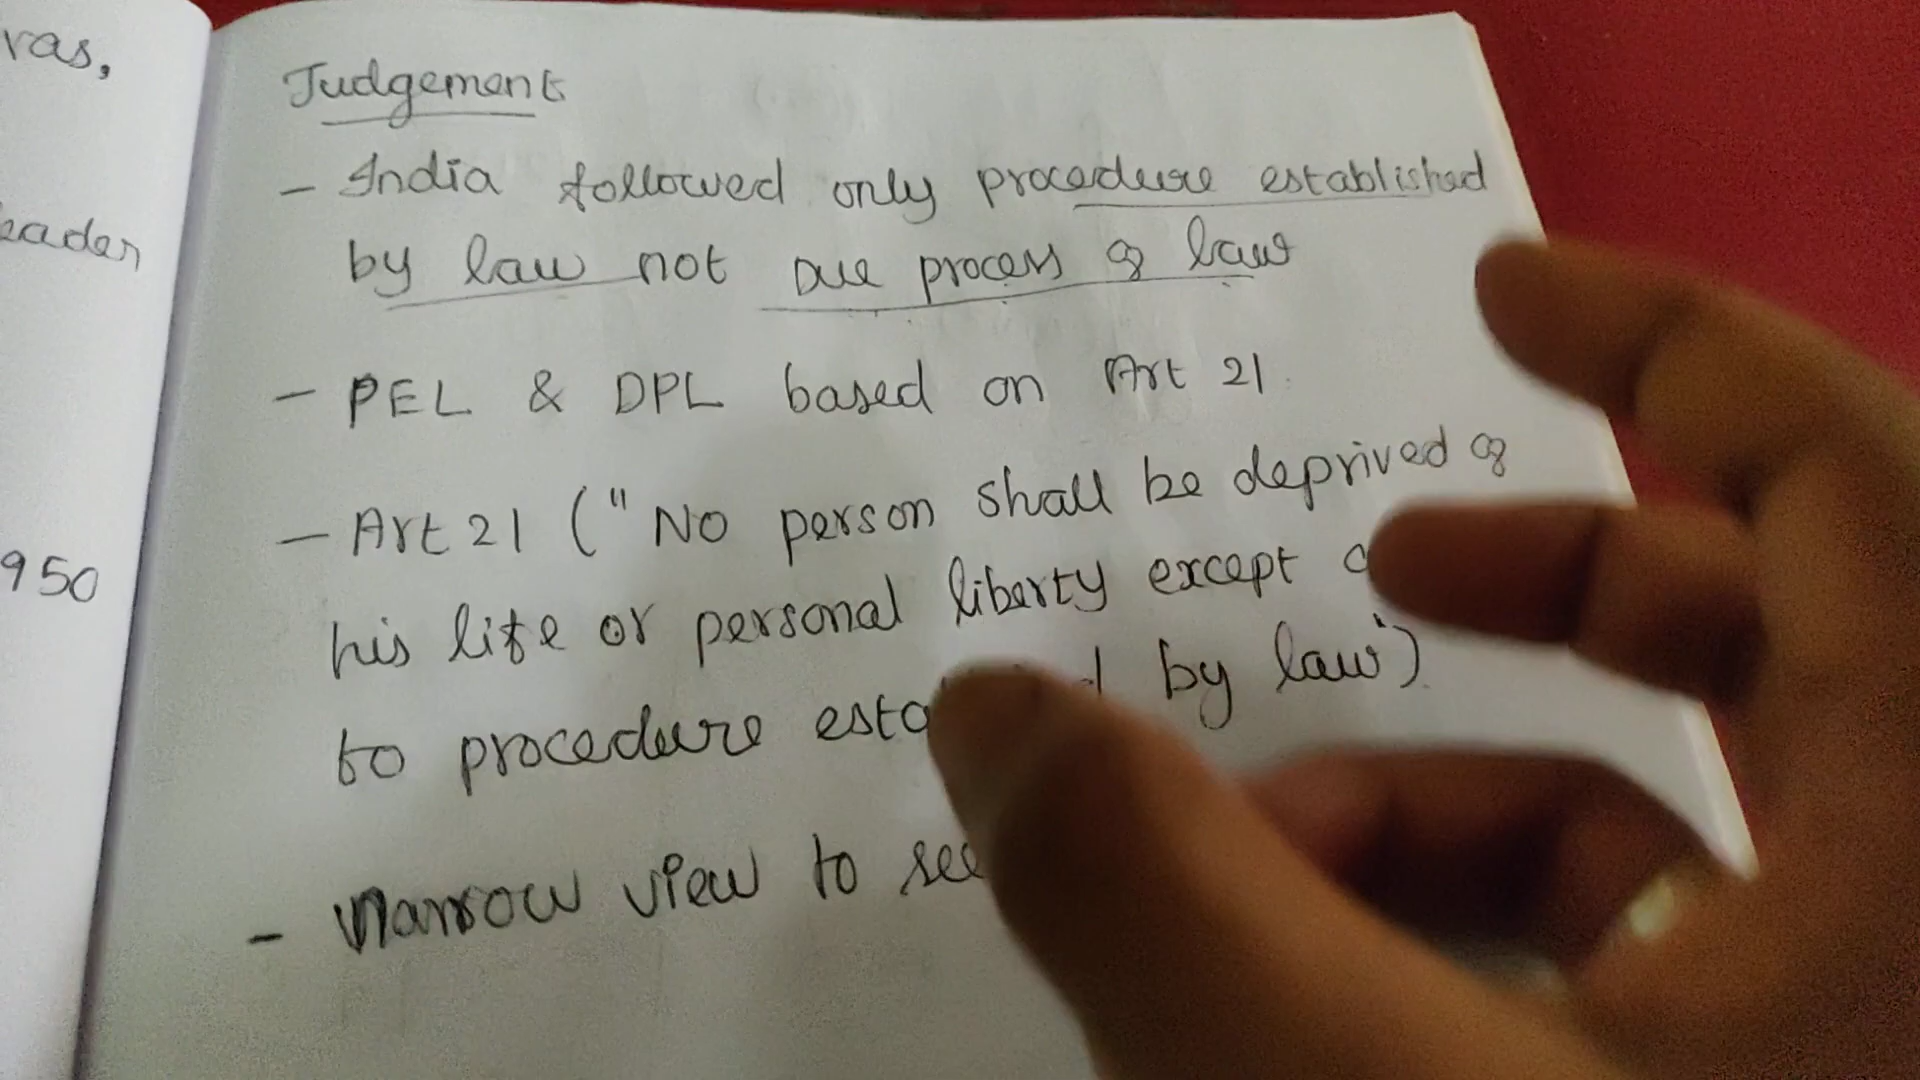 ras,
eader
950
Judgement
- India followed only procedure established
by law not Due process of law
- PEL & DPL based on Art 21
- Art 21 ("No person shall be deprived of
his life or personal liberty except
to procedure by law")
- Narrow view to